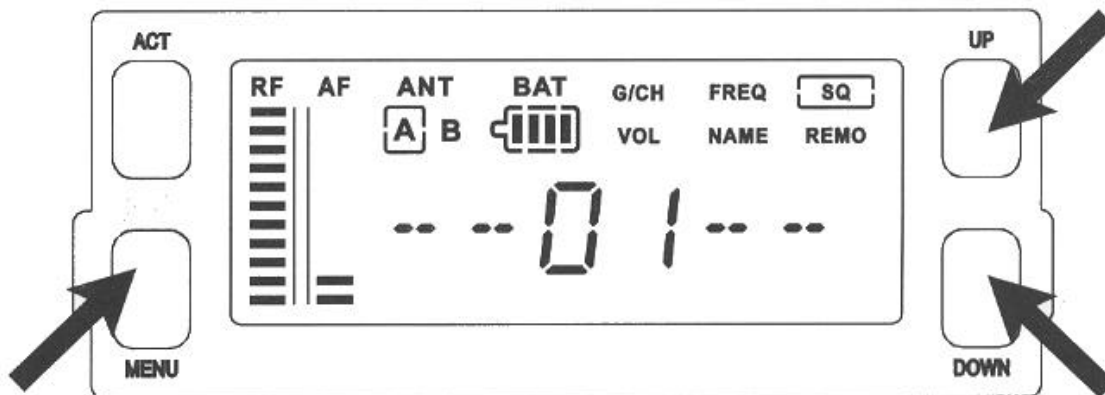 ACT
UP
RF AF ANT BAT G/CH FREQ SQ
A B VOL NAME REMO
-- --01-- --
MENU
DOWN